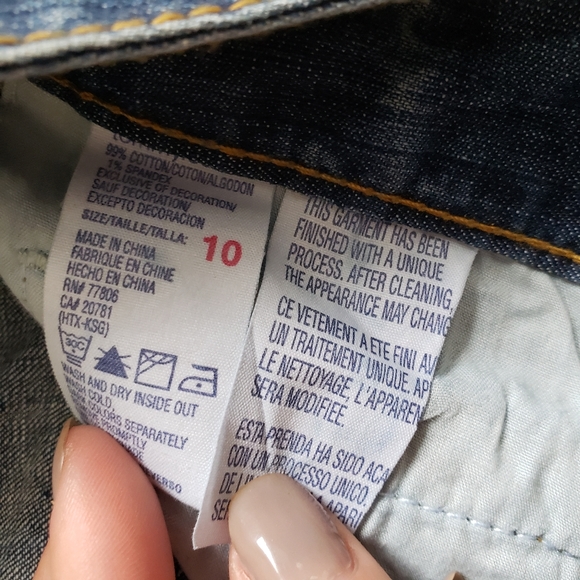 99% COTTON/COTON/ALGODON
1% SPANDEX
EXCLUSIVE OF DECORATION/
SAUF DECORATION/
EXCEPTO DECORACION
SIZE/TAILLE/TALLA: 10
MADE IN CHINA
FABRIQUE EN CHINE
HECHO EN CHINA
RN# 77806
CA# 20781
(HTX-KSG)
30C
WASH AND DRY INSIDE OUT
WASH COLD,
COLORS SEPARATELY
PROMPTLY
THIS GARMENT HAS BEEN
FINISHED WITH A UNIQUE
PROCESS. AFTER CLEANING,
THE APPEARANCE MAY CHANG
CE VETEMENT A ETE FINI AV
UN TRAITEMENT UNIQUE. AP
LE NETTOYAGE, L'APPAREN
SERA MODIFIEE.
ESTA PRENDA HA SIDO ACA
CON UN PROCESO UNICO.